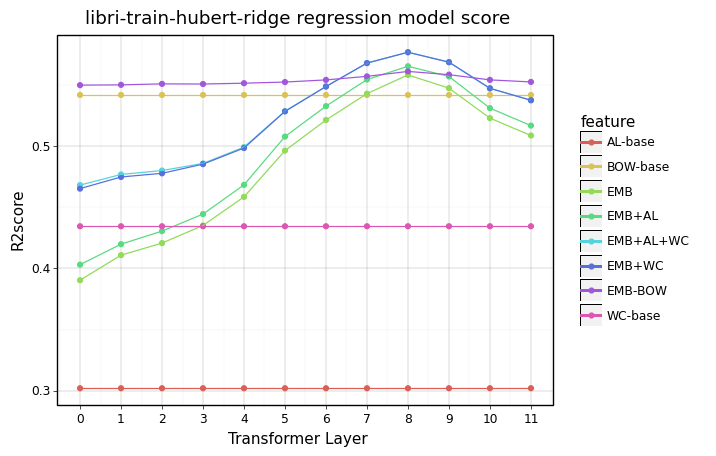 libri-train-hubert-ridge regression model score
R2score
0.5
0.4
0.3
0 1 2 3 4 5 6 7 8 9 10 11
Transformer Layer
feature
AL-base
BOW-base
EMB
EMB+AL
EMB+AL+WC
EMB+WC
EMB-BOW
WC-base